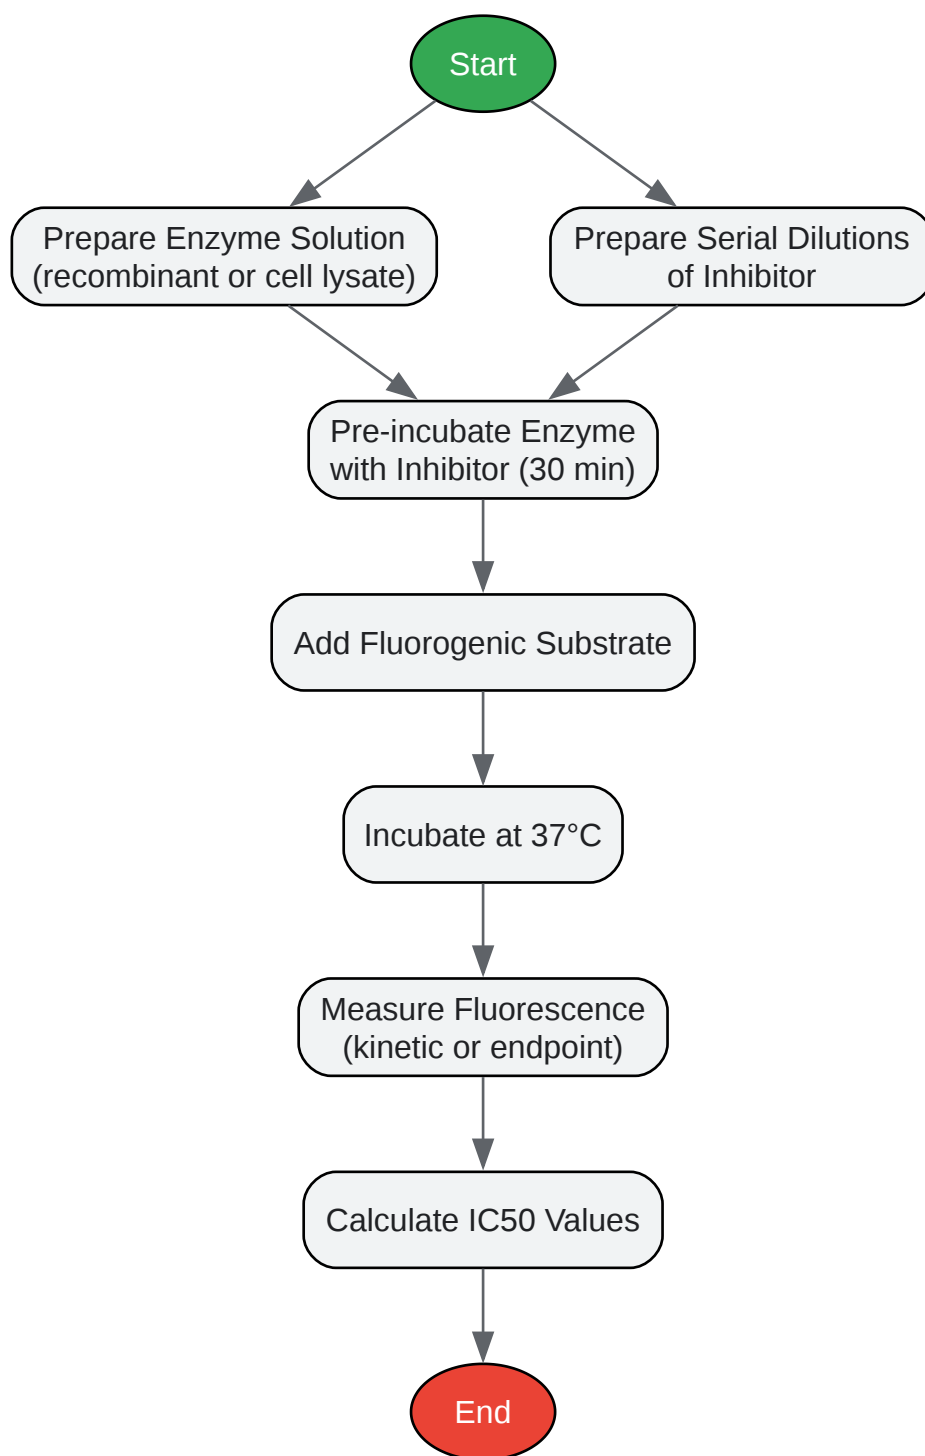 Start
Prepare Enzyme Solution
(recombinant or cell lysate)
Prepare Serial Dilutions
of Inhibitor
Pre-incubate Enzyme
with Inhibitor (30 min)
Add Fluorogenic Substrate
Incubate at 37°C
Measure Fluorescence
(kinetic or endpoint)
Calculate IC50 Values
End